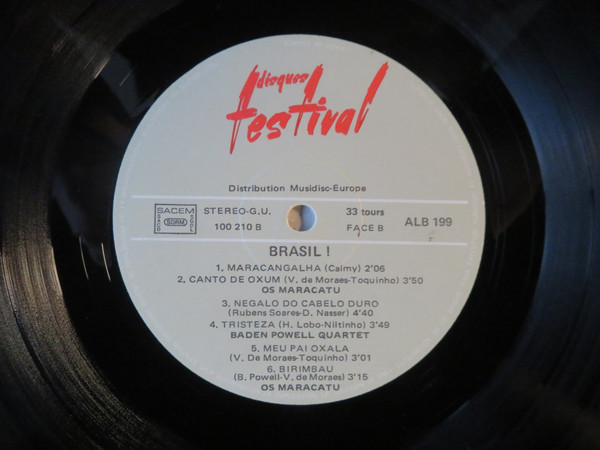 disques
festival
Distribution Musidisc-Europe
SACEM
SDRM
STEREO-G.U.
100 210 B
33 tours
FACE B
ALB 199
BRASIL !
1. MARACANGALHA (Calmy) 2'06
2. CANTO DE OXUM (V. de Moraes-Toquinho) 3'50
OS MARACATU
3. NEGALO DO CABELO DURO
(Rubens Soares-D. Nasser) 4'40
4. TRISTEZA (H. Lobo-Niltinho) 3'49
BADEN POWELL QUARTET
5. MEU PAI OXALA
(V. De Moraes-Toquinho) 3'01
6. BIRIMBAU
(B. Powell-V. de Moraes) 3'15
OS MARACATU